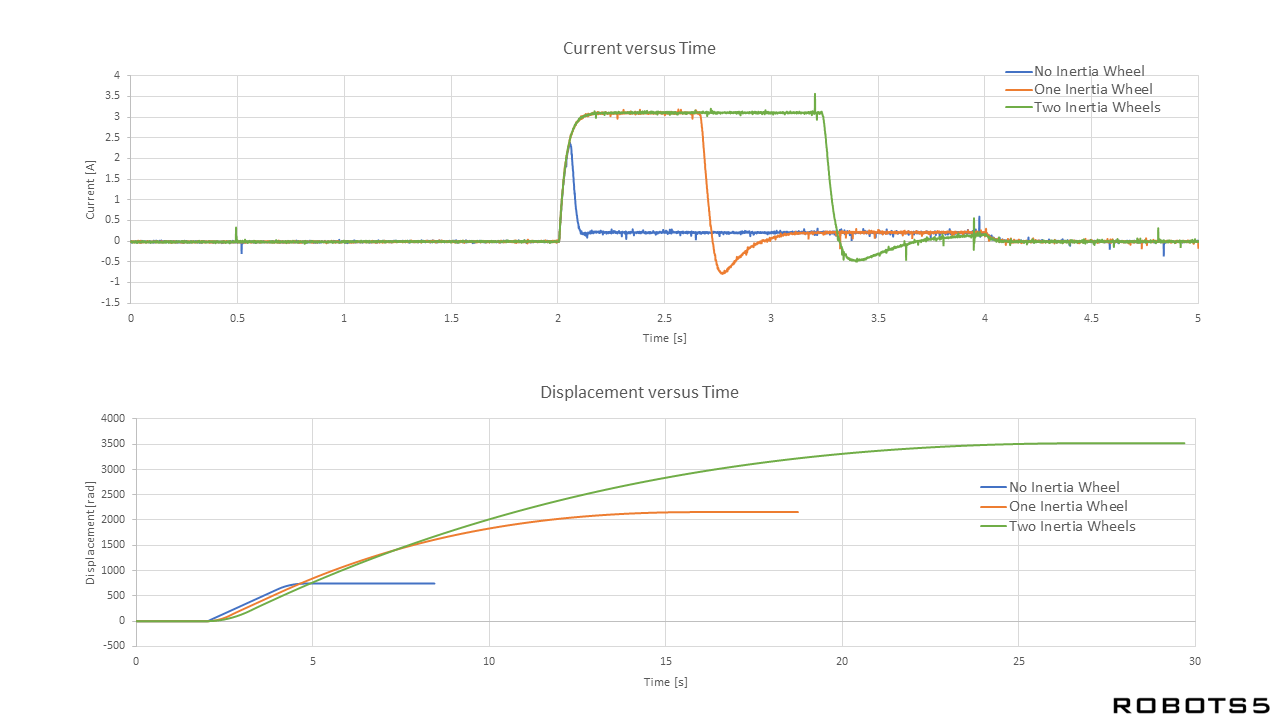 Current versus Time
4
3.5
3
2.5
2
1.5
1
0.5
0
-0.5
-1
-1.5
Current [A]
No Inertia Wheel
One Inertia Wheel
Two Inertia Wheels
0 0.5 1 1.5 2 2.5 3 3.5 4 4.5 5
Time [s]
Displacement versus Time
4000
3500
3000
2500
2000
1500
1000
500
0
-500
Displacement [rad]
No Inertia Wheel
One Inertia Wheel
Two Inertia Wheels
0 5 10 15 20 25 30
Time [s]
ROBOTS5